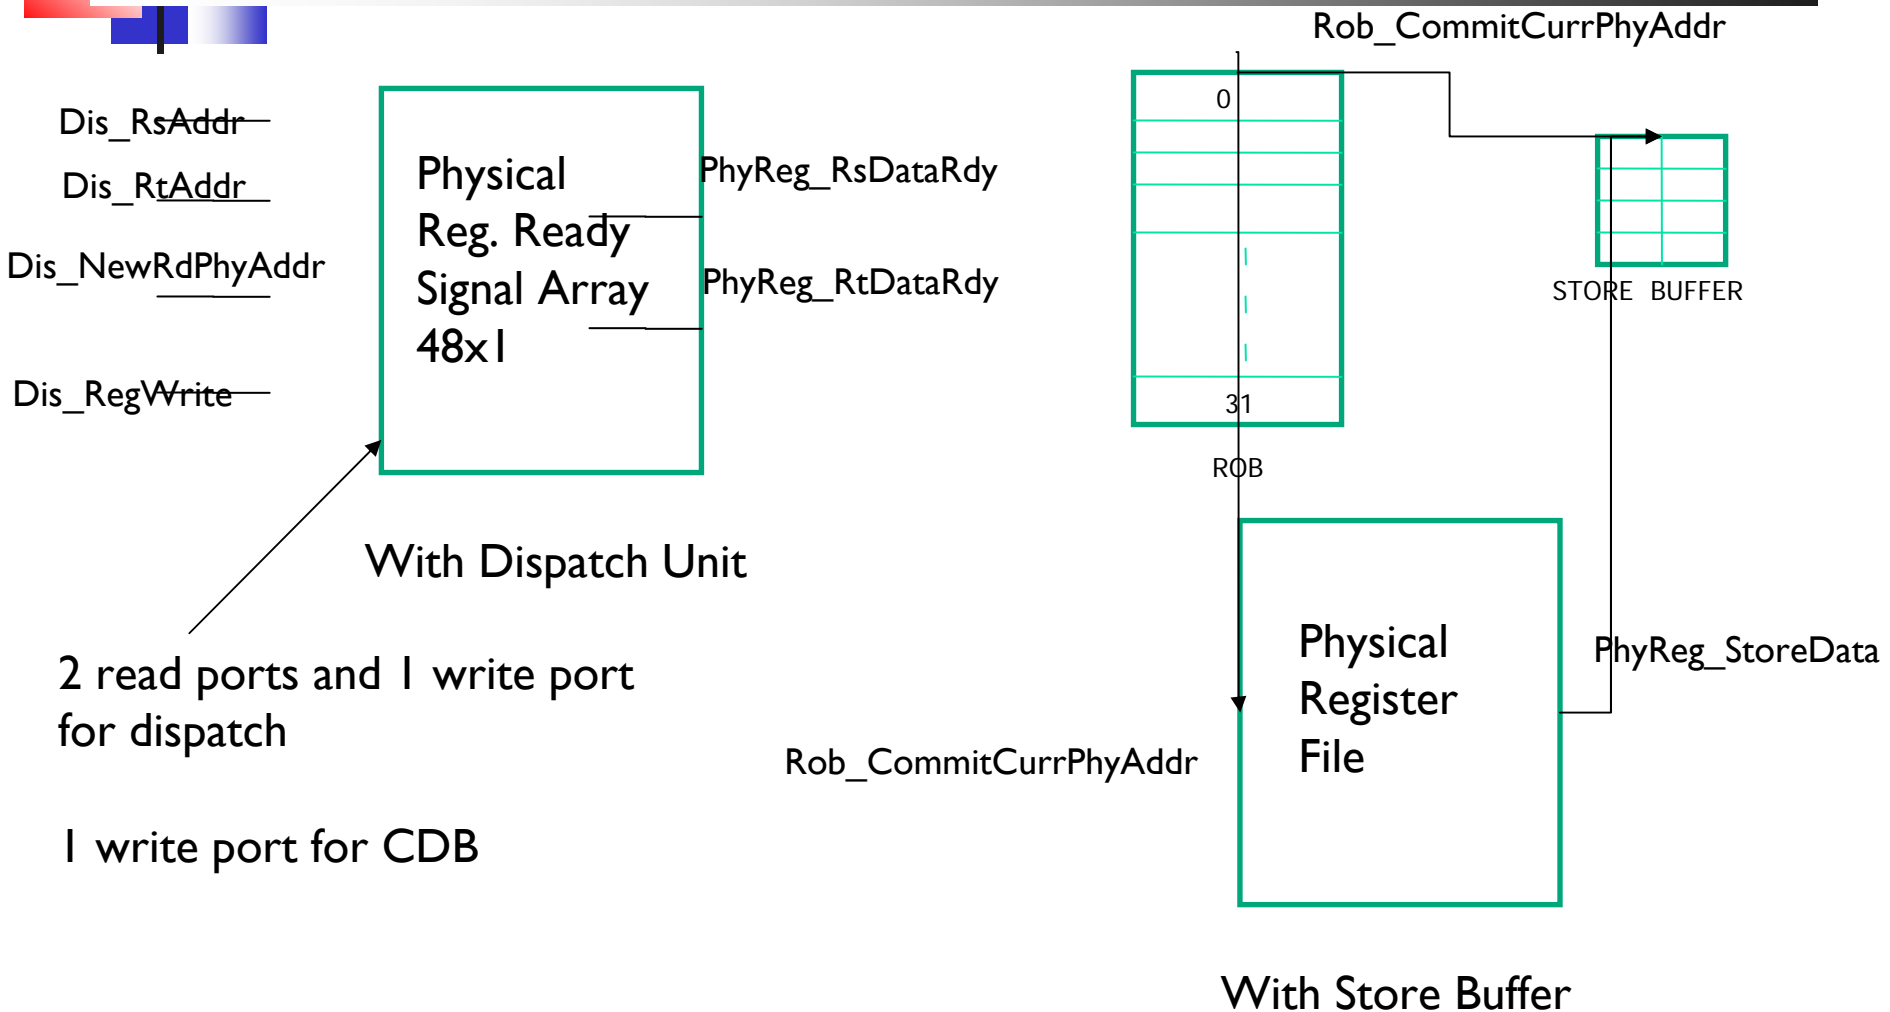 Rob_CommitCurrPhyAddr
Dis_RsAddr
Dis_RtAddr
Dis_NewRdPhyAddr
Dis_RegWrite
Physical
Reg. Ready
Signal Array
48x1
PhyReg_RsDataRdy
PhyReg_RtDataRdy
With Dispatch Unit
2 read ports and 1 write port
for dispatch
1 write port for CDB
0
31
ROB
STORE BUFFER
Physical
Register
File
PhyReg_StoreData
Rob_CommitCurrPhyAddr
With Store Buffer